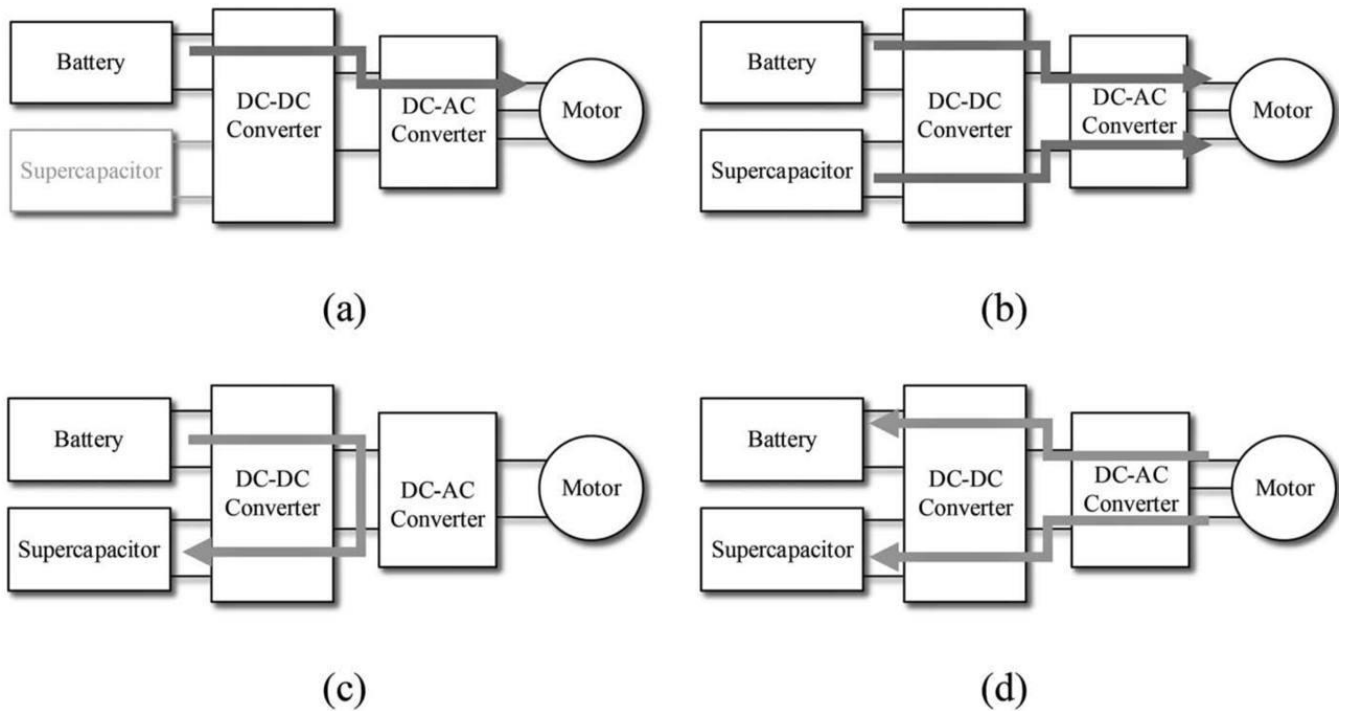 Battery
Supercapacitor
DC-DC
Converter
DC-AC
Converter
Motor
(a)
Battery
Supercapacitor
DC-DC
Converter
DC-AC
Converter
Motor
(b)
Battery
Supercapacitor
DC-DC
Converter
DC-AC
Converter
Motor
(c)
Battery
Supercapacitor
DC-DC
Converter
DC-AC
Converter
Motor
(d)